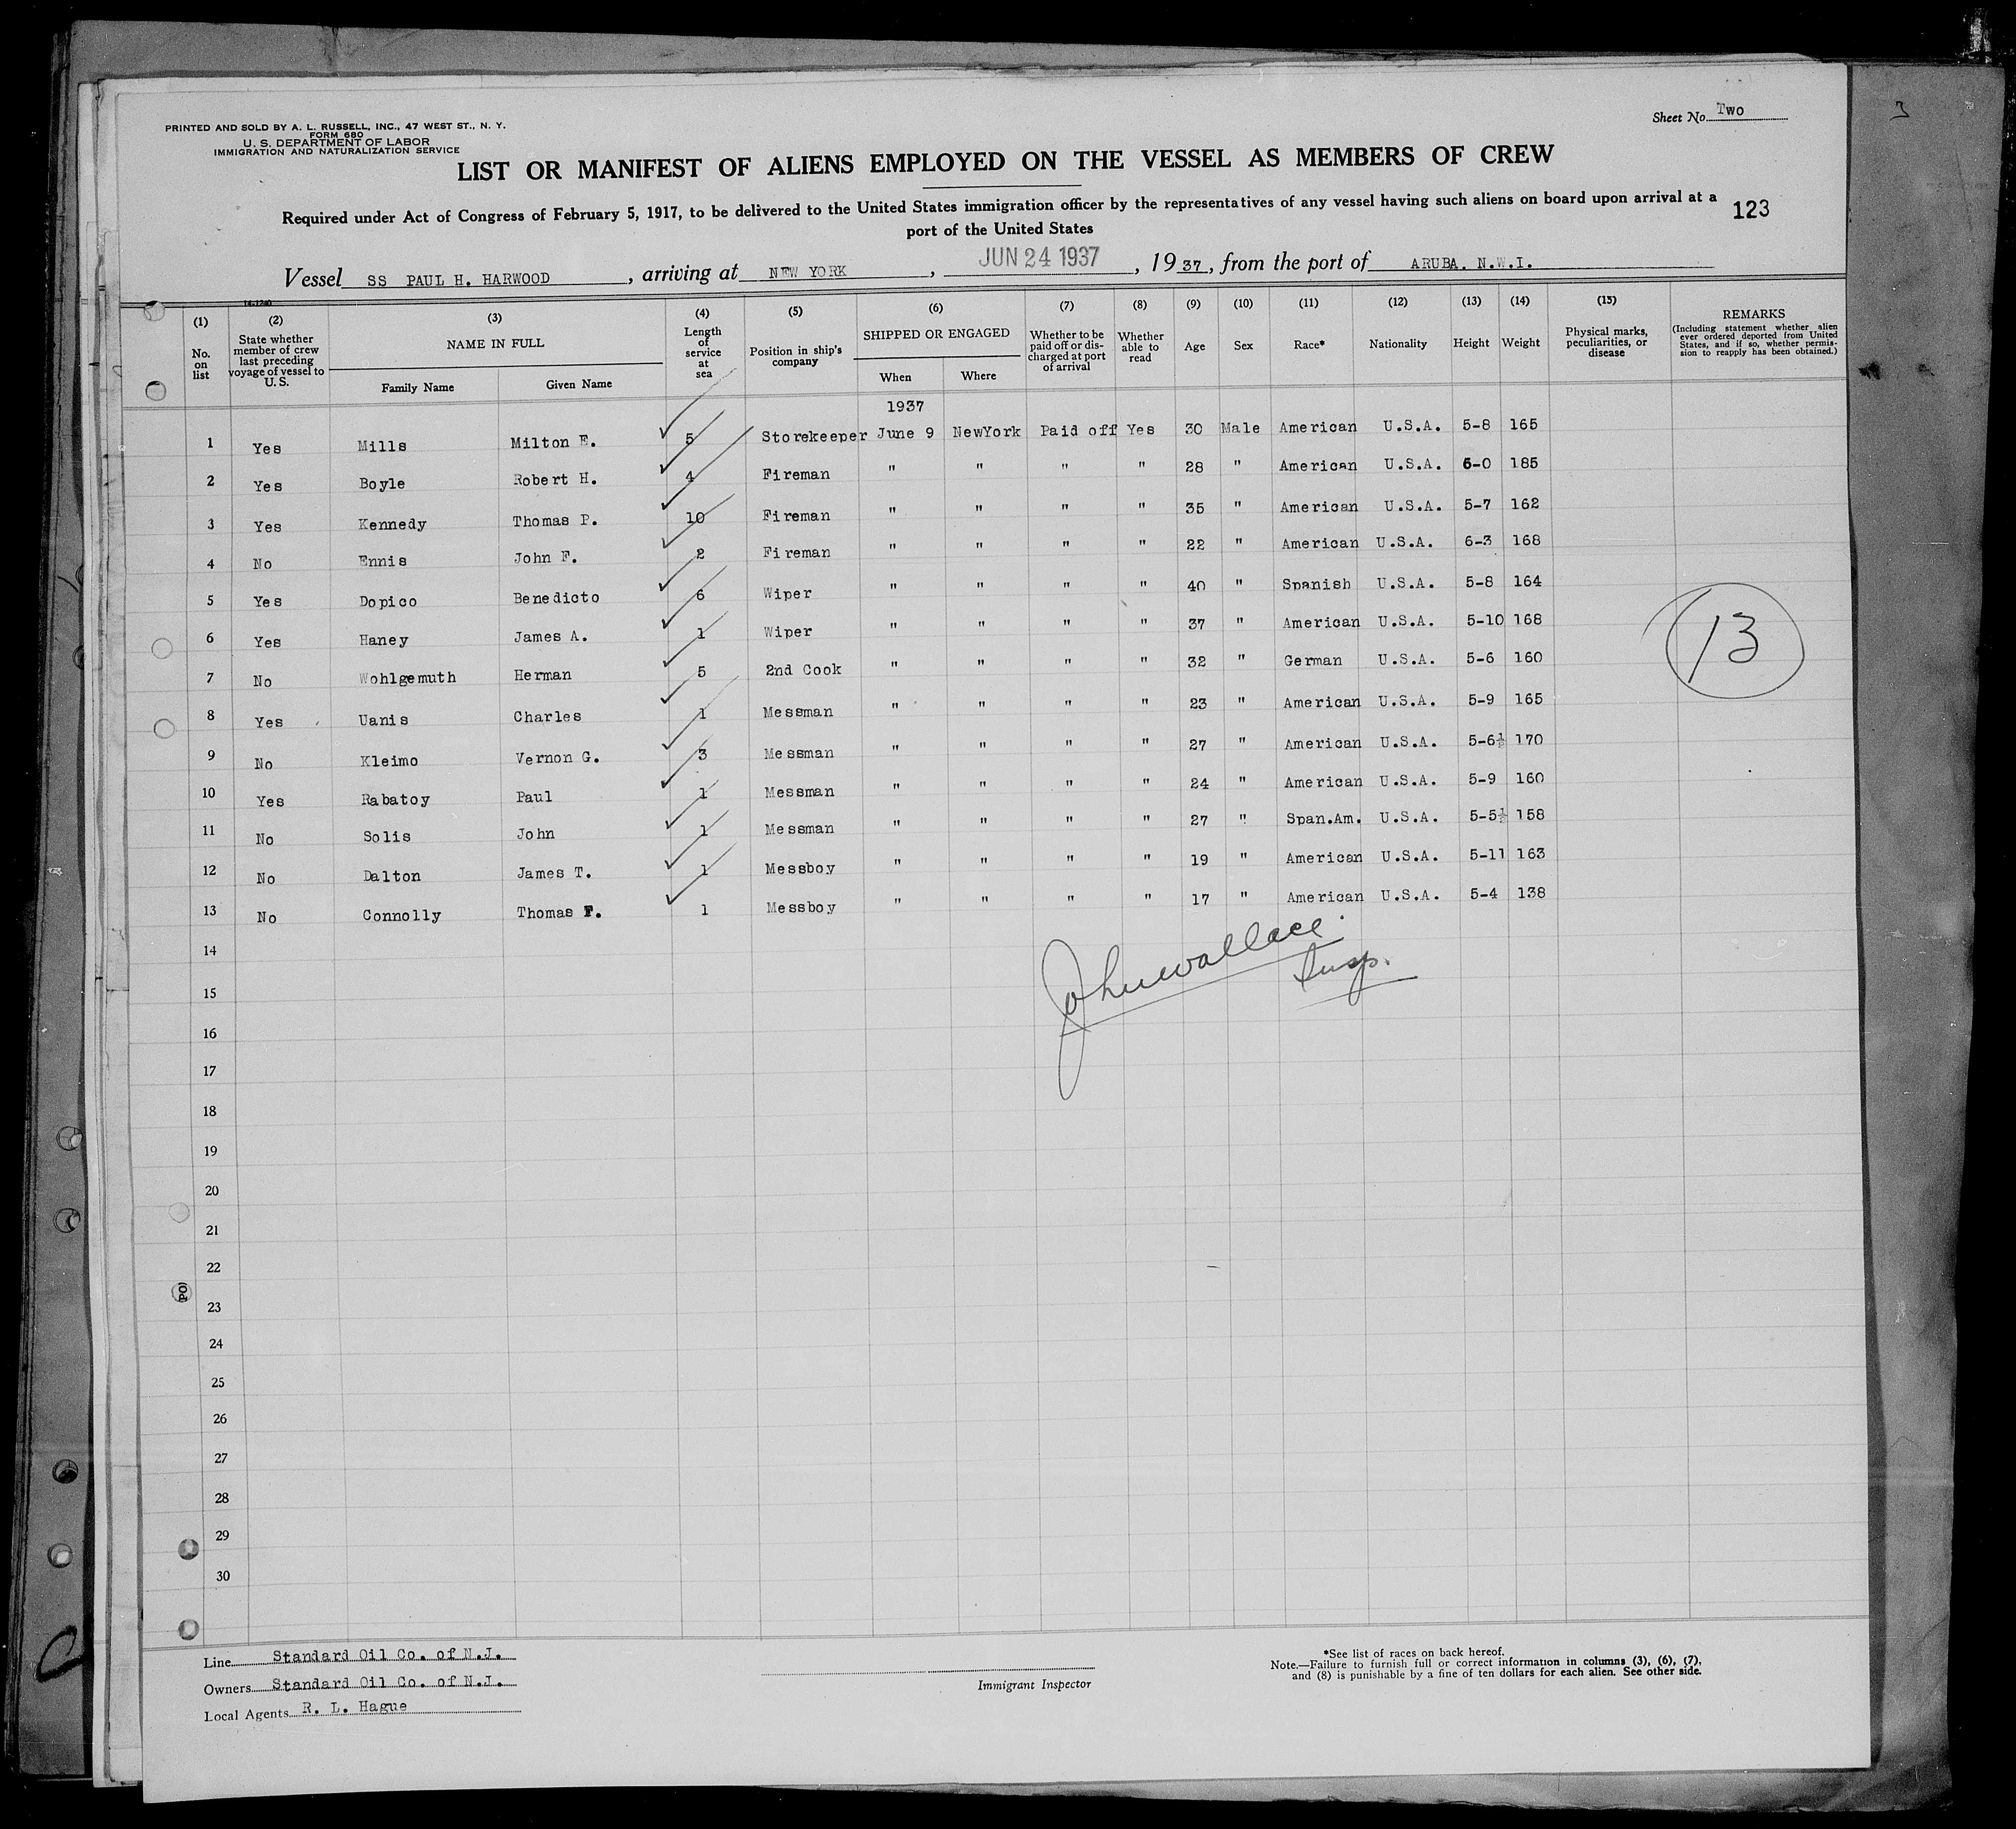 Sheet No. Two
PRINTED AND SOLD BY A. L. RUSSELL, INC., 47 WEST ST., N. Y.
FORM 680
U. S. DEPARTMENT OF LABOR
IMMIGRATION AND NATURALIZATION SERVICE
LIST OR MANIFEST OF ALIENS EMPLOYED ON THE VESSEL AS MEMBERS OF CREW
Required under Act of Congress of February 5, 1917, to be delivered to the United States immigration officer by the representatives of any vessel having such aliens on board upon arrival at a
port of the United States
123
Vessel SS PAUL H. HARWOOD, arriving at NEW YORK, JUN 24 1937, 1937, from the port of ARUBA. N.W.I.
14-1240
(1) No. on list
(2) State whether member of crew last preceding voyage of vessel to U. S.
(3) NAME IN FULL Family Name Given Name
(4) Length of service at sea
(5) Position in ship's company
(6) SHIPPED OR ENGAGED When Where
(7) Whether to be paid off or discharged at port of arrival
(8) Whether able to read
(9) Age
(10) Sex
(11) Race*
(12) Nationality
(13) Height
(14) Weight
(15) Physical marks, peculiarities, or disease
REMARKS (Including statement whether alien ever ordered deported from United States, and if so, whether permission to reapply has been obtained.)
1937
1 Yes Mills Milton E. 5 Storekeeper June 9 NewYork Paid off Yes 30 Male American U.S.A. 5-8 165
2 Yes Boyle Robert H. 4 Fireman " " " " 28 " American U.S.A. 6-0 185
3 Yes Kennedy Thomas P. 10 Fireman " " " " 35 " American U.S.A. 5-7 162
4 No Ennis John F. 2 Fireman " " " " 22 " American U.S.A. 6-3 168
5 Yes Dopico Benedicto 6 Wiper " " " " 40 " Spanish U.S.A. 5-8 164
6 Yes Haney James A. 1 Wiper " " " " 37 " American U.S.A. 5-10 168
7 No Wohlgemuth Herman 5 2nd Cook " " " " 32 " German U.S.A. 5-6 160
8 Yes Uanis Charles 1 Messman " " " " 23 " American U.S.A. 5-9 165
9 No Kleimo Vernon G. 3 Messman " " " " 27 " American U.S.A. 5-6½ 170
10 Yes Rabatoy Paul 1 Messman " " " " 24 " American U.S.A. 5-9 160
11 No Solis John 1 Messman " " " " 27 " Span.Am. U.S.A. 5-5½ 158
12 No Dalton James T. 1 Messboy " " " " 19 " American U.S.A. 5-11 163
13 No Connolly Thomas F. 1 Messboy " " " " 17 " American U.S.A. 5-4 138
13
John Wallace
Insp.
14
15
16
17
18
19
20
21
22
23
24
25
26
27
28
29
30
Line Standard Oil Co. of N.J.
Owners Standard Oil Co. of N.J.
Local Agents R. L. Hague
Immigrant Inspector
*See list of races on back hereof.
Note.—Failure to furnish full or correct information in columns (3), (6), (7),
and (8) is punishable by a fine of ten dollars for each alien. See other side.